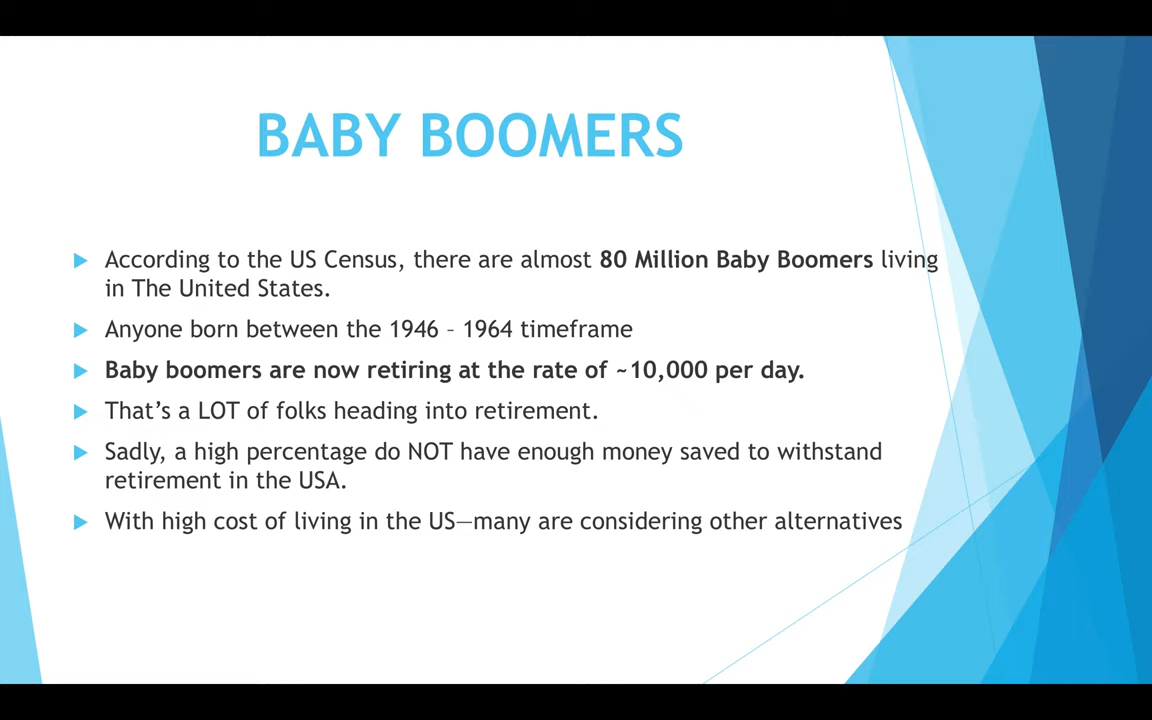 BABY BOOMERS
According to the US Census, there are almost 80 Million Baby Boomers living
in The United States.
Anyone born between the 1946 – 1964 timeframe
Baby boomers are now retiring at the rate of ~10,000 per day.
That's a LOT of folks heading into retirement.
Sadly, a high percentage do NOT have enough money saved to withstand
retirement in the USA.
With high cost of living in the US—many are considering other alternatives